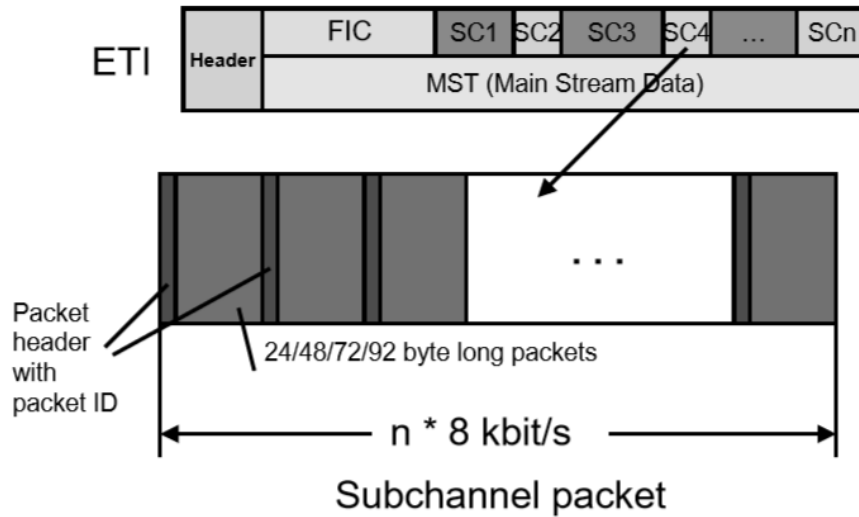 ETI
Header
FIC
SC1
SC2
SC3
SC4
...
SCn
MST (Main Stream Data)
...
Packet
header
with
packet ID
24/48/72/92 byte long packets
n * 8 kbit/s
Subchannel packet